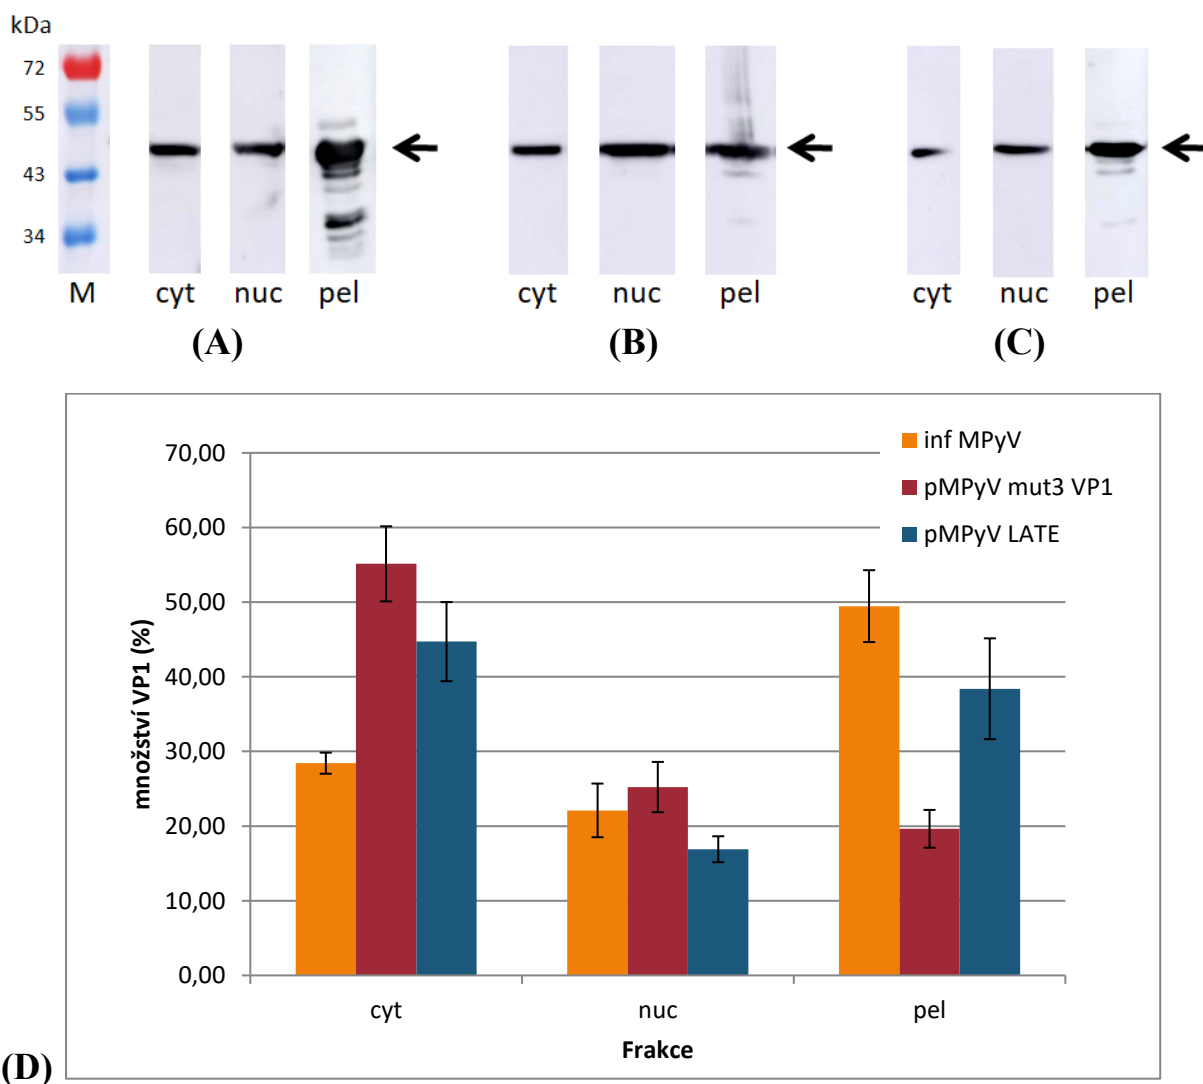 kDa
72
55
43
34
M cyt nuc pel cyt nuc pel cyt nuc pel
(A) (B) (C)
inf MPyV
pMPyV mut3 VP1
pMPyV LATE
množství VP1 (%)
70,00
60,00
50,00
40,00
30,00
20,00
10,00
0,00
cyt nuc pel
Frakce
(D)